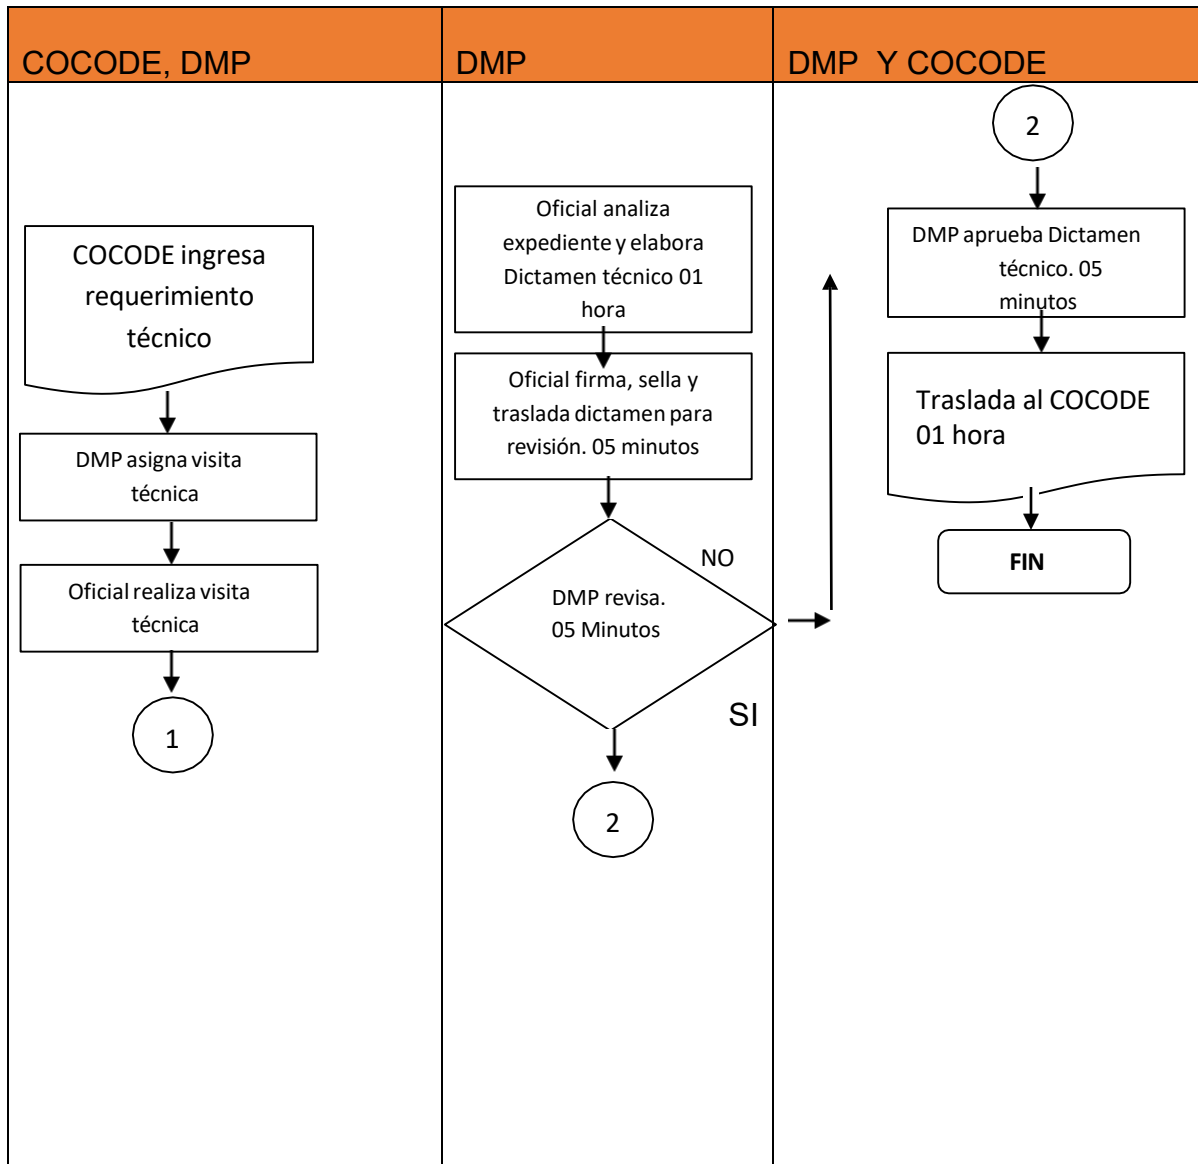 COCODE, DMP
DMP
DMP Y COCODE
COCODE ingresa
requerimiento
técnico
DMP asigna visita
técnica
Oficial realiza visita
técnica
1
Oficial analiza
expediente y elabora
Dictamen técnico 01
hora
Oficial firma, sella y
traslada dictamen para
revisión. 05 minutos
NO
DMP revisa.
05 Minutos
SI
2
2
DMP aprueba Dictamen
técnico. 05
minutos
Traslada al COCODE
01 hora
FIN